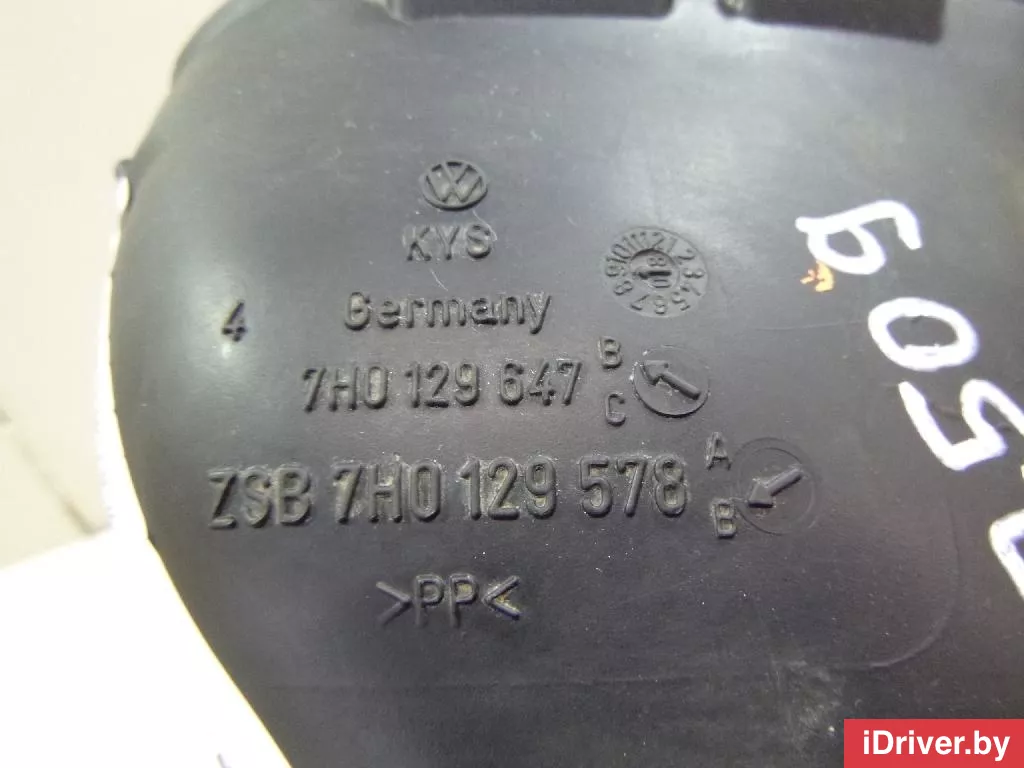 KYS
4
Germany
7H0 129 647 B
C
ZSB 7H0 129 578 A
B
>PP<
iDriver.by